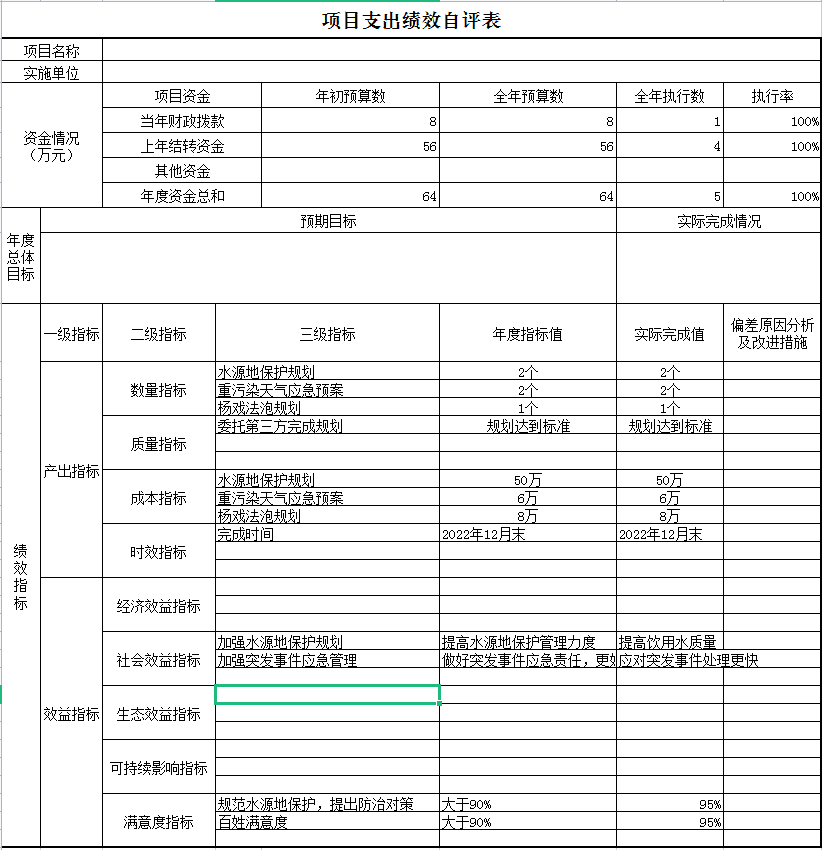 项目支出绩效自评表
项目名称
实施单位
资金情况
（万元）
项目资金 年初预算数 全年预算数 全年执行数 执行率
当年财政拨款 8 8 1 100%
上年结转资金 56 56 4 100%
其他资金
年度资金总和 64 64 5 100%
年度
总体
目标
预期目标 实际完成情况
绩
效
指
标
一级指标 二级指标 三级指标 年度指标值 实际完成值 偏差原因分析
及改进措施
产出指标
数量指标
水源地保护规划 2个 2个
重污染天气应急预案 2个 2个
杨戏法泡规划 1个 1个
质量指标
委托第三方完成规划 规划达到标准 规划达到标准
成本指标
水源地保护规划 50万 50万
重污染天气应急预案 6万 6万
杨戏法泡规划 8万 8万
时效指标
完成时间 2022年12月末 2022年12月末
效益指标
经济效益指标
社会效益指标
加强水源地保护规划 提高水源地保护管理力度 提高饮用水质量
加强突发事件应急管理 做好突发事件应急责任，更 应对突发事件处理更快
生态效益指标
可持续影响指标
满意度指标
规范水源地保护，提出防治对策 大于90% 95%
百姓满意度 大于90% 95%